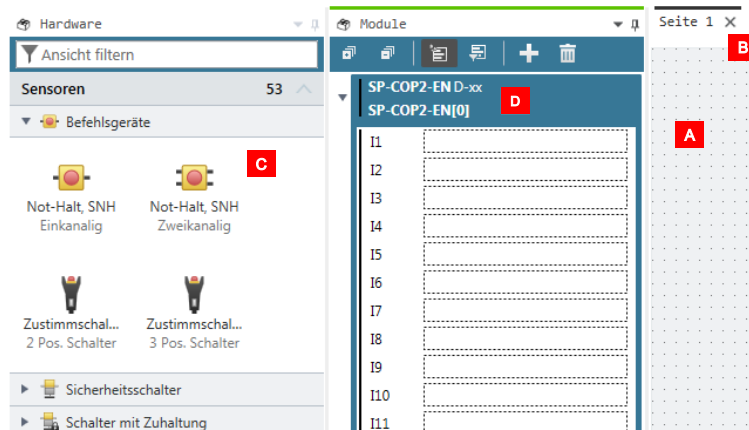 Hardware
Ansicht filtern
Sensoren 53
Befehlsgeräte
C
Not-Halt, SNH Not-Halt, SNH
Einkanalig Zweikanalig
Zustimmschal... Zustimmschal...
2 Pos. Schalter 3 Pos. Schalter
Sicherheitsschalter
Schalter mit Zuhaltung
Module
SP-COP2-EN D-xx
SP-COP2-EN[0]
D
I1
I2
I3
I4
I5
I6
I7
I8
I9
I10
I11
Seite 1
B
A